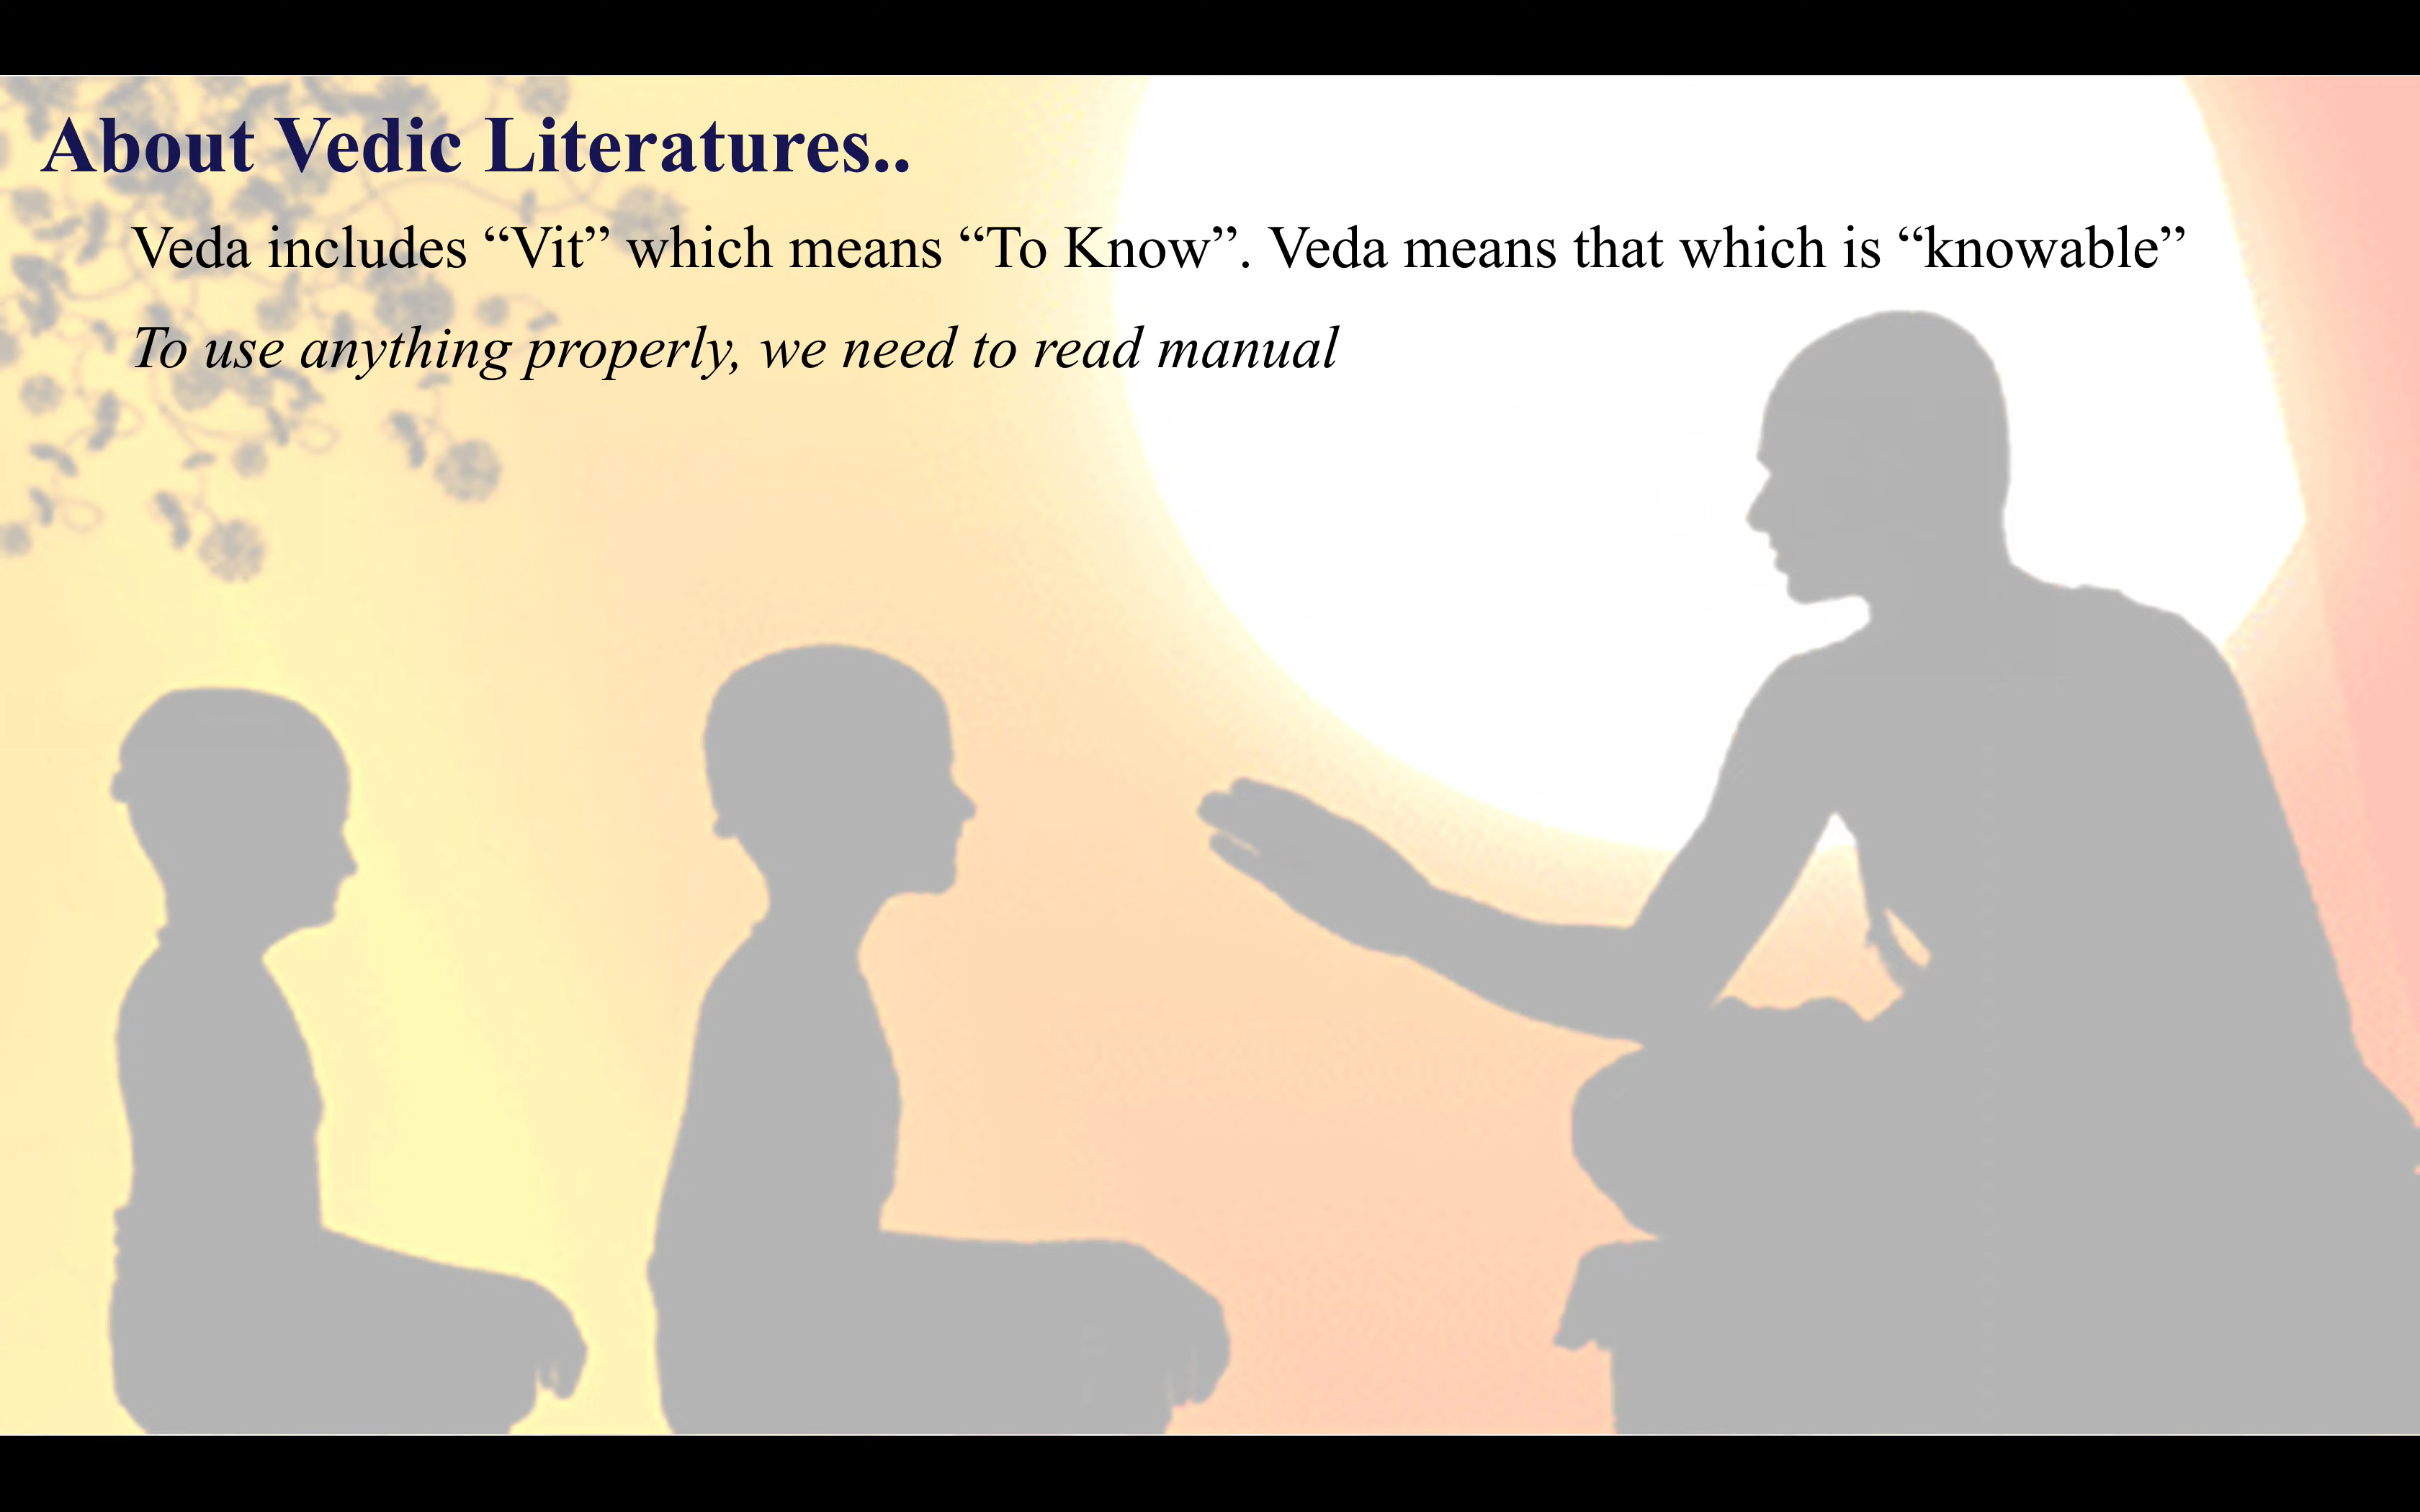 About Vedic Literatures..
Veda includes “Vit” which means “To Know”. Veda means that which is “knowable”
To use anything properly, we need to read manual